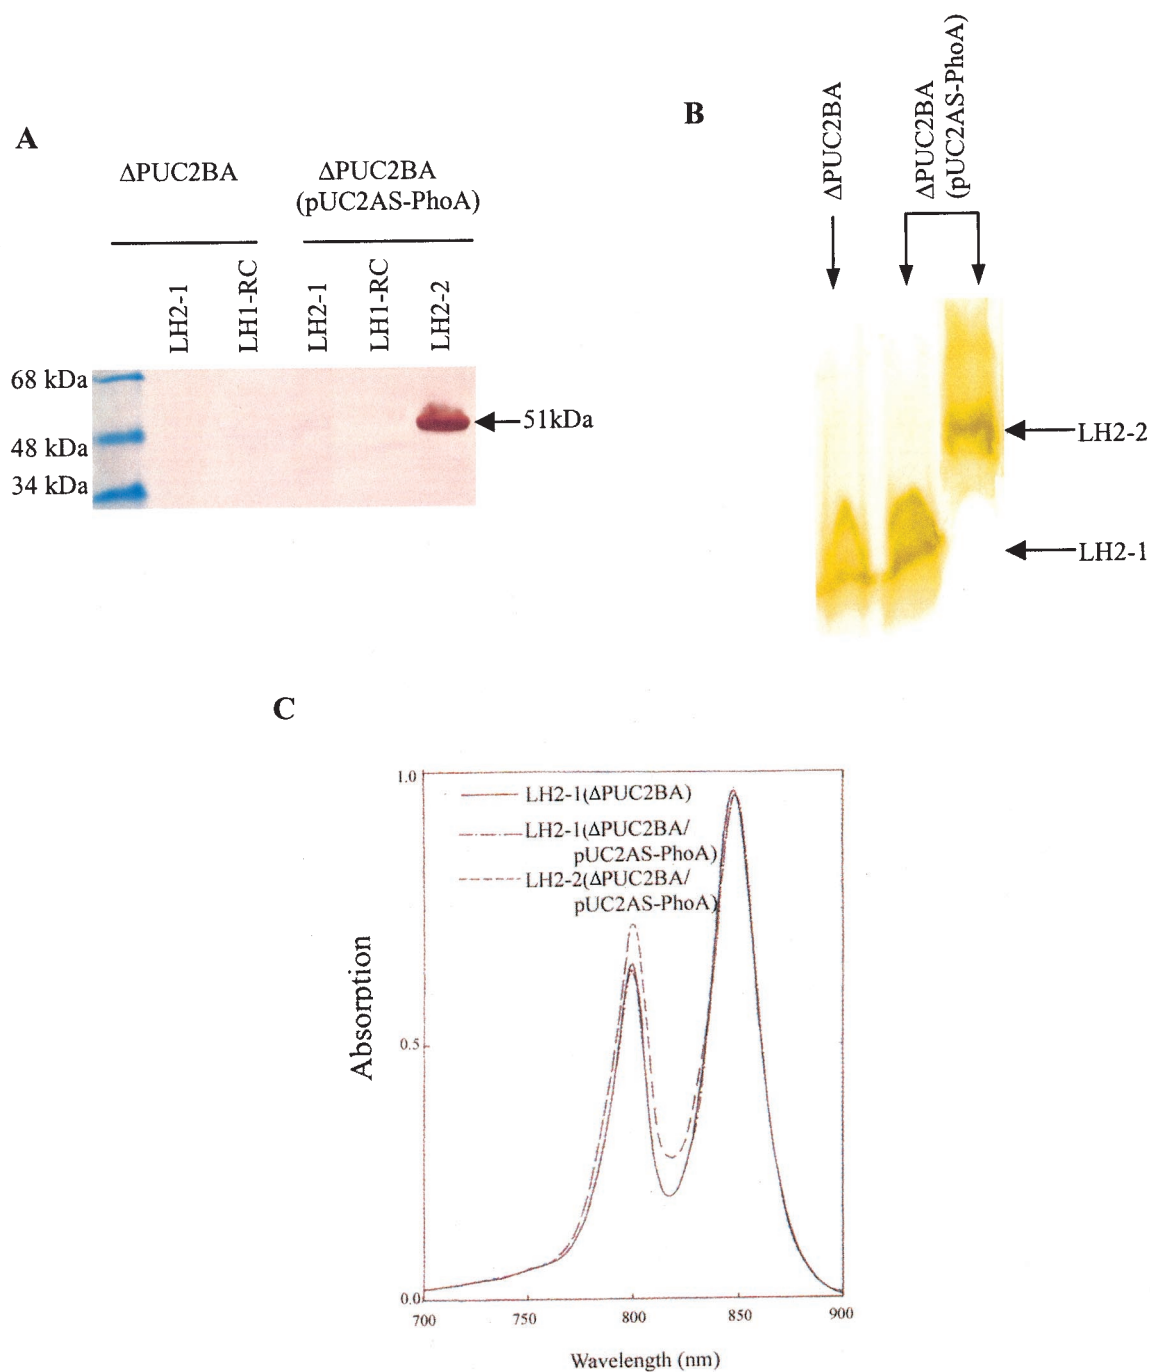 A
ΔPUC2BA
ΔPUC2BA
(pUC2AS-PhoA)
LH2-1
LH1-RC
LH2-1
LH1-RC
LH2-2
68 kDa
48 kDa
34 kDa
51kDa
B
ΔPUC2BA
ΔPUC2BA
(pUC2AS-PhoA)
LH2-2
LH2-1
C
1.0
0.5
0.0
Absorption
LH2-1(ΔPUC2BA)
LH2-1(ΔPUC2BA/
pUC2AS-PhoA)
LH2-2(ΔPUC2BA/
pUC2AS-PhoA)
700
750
800
850
900
Wavelength (nm)